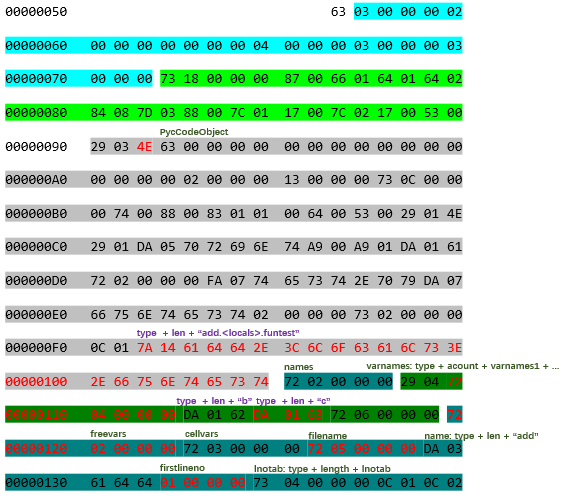 00000050 63 03 00 00 00 02
00000060 00 00 00 00 00 00 00 04 00 00 00 03 00 00 00 03
00000070 00 00 00 73 18 00 00 00 87 00 66 01 64 01 64 02
00000080 84 08 7D 03 88 00 7C 01 17 00 7C 02 17 00 53 00
PycCodeObject
00000090 29 03 4E 63 00 00 00 00 00 00 00 00 00 00 00 00
000000A0 00 00 00 00 02 00 00 00 13 00 00 00 73 0C 00 00
000000B0 00 74 00 88 00 83 01 01 00 64 00 53 00 29 01 4E
000000C0 29 01 DA 05 70 72 69 6E 74 A9 00 A9 01 DA 01 61
000000D0 72 02 00 00 00 FA 07 74 65 73 74 2E 70 79 DA 07
000000E0 66 75 6E 74 65 73 74 02 00 00 00 73 02 00 00 00
type + len + “add.<locals>.funtest”
000000F0 0C 01 7A 14 61 64 64 2E 3C 6C 6F 63 61 6C 73 3E
names varnames: type + acount + varnames1 + ...
00000100 2E 66 75 6E 74 65 73 74 72 02 00 00 00 29 04 72
type + len + “b” type + len + “c”
00000110 04 00 00 00 DA 01 62 DA 01 63 72 06 00 00 00 72
freevars cellvars filename name: type + len + “add”
00000120 02 00 00 00 72 03 00 00 00 72 05 00 00 00 DA 03
firstlineno lnotab: type + length + lnotab
00000130 61 64 64 01 00 00 00 73 04 00 00 00 0C 01 0C 02